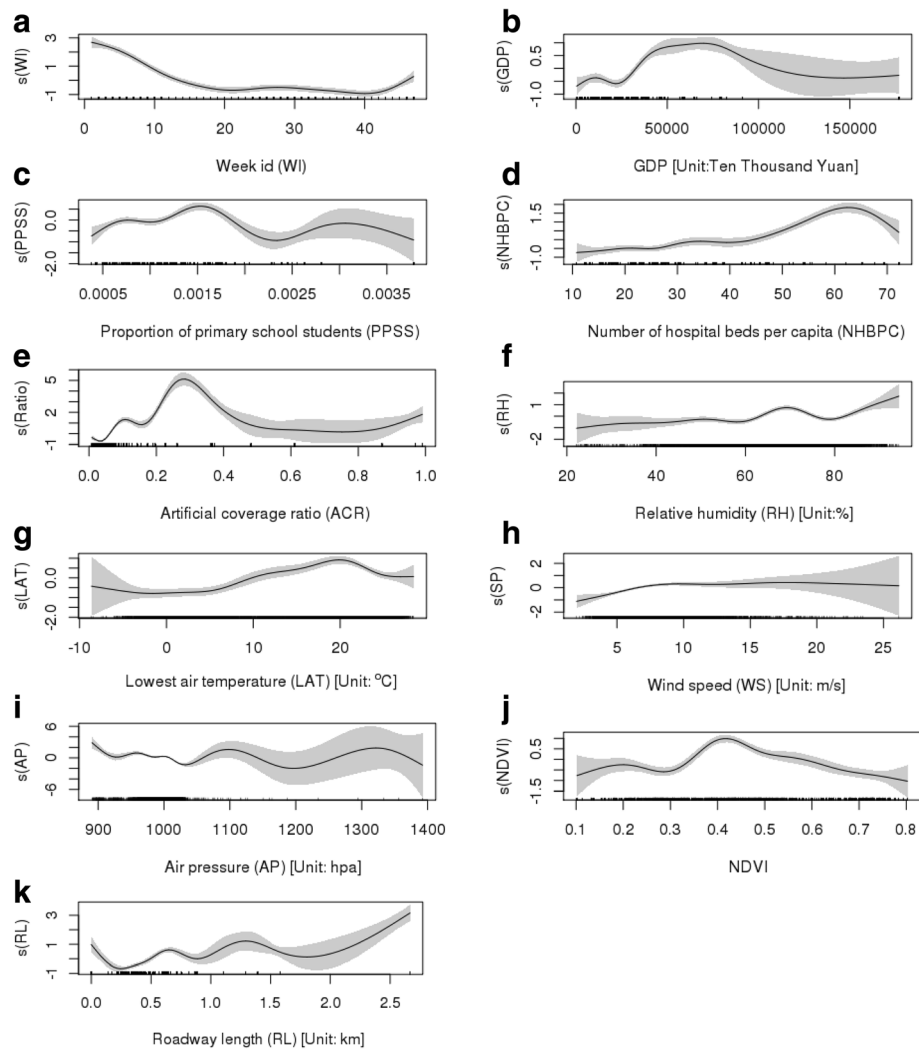 a
b
s(WI)
3
1
-1
0 10 20 30 40
Week id (WI)
s(GDP)
0.5
-1.0
0 50000 100000 150000
GDP [Unit:Ten Thousand Yuan]
c
d
s(PPSS)
0.0
-2.0
0.0005 0.0015 0.0025 0.0035
Proportion of primary school students (PPSS)
s(NHBPC)
1.5
-1.0
10 20 30 40 50 60 70
Number of hospital beds per capita (NHBPC)
e
f
s(Ratio)
5
2
-1
0.0 0.2 0.4 0.6 0.8 1.0
Artificial coverage ratio (ACR)
s(RH)
1
-2
20 40 60 80
Relative humidity (RH) [Unit:%]
g
h
s(LAT)
0.0
-2.0
-10 0 10 20
Lowest air temperature (LAT) [Unit: °C]
s(SP)
2
0
-2
5 10 15 20 25
Wind speed (WS) [Unit: m/s]
i
j
s(AP)
6
0
-6
900 1000 1100 1200 1300 1400
Air pressure (AP) [Unit: hpa]
s(NDVI)
0.5
-1.5
0.1 0.2 0.3 0.4 0.5 0.6 0.7 0.8
NDVI
k
s(RL)
3
1
-1
0.0 0.5 1.0 1.5 2.0 2.5
Roadway length (RL) [Unit: km]